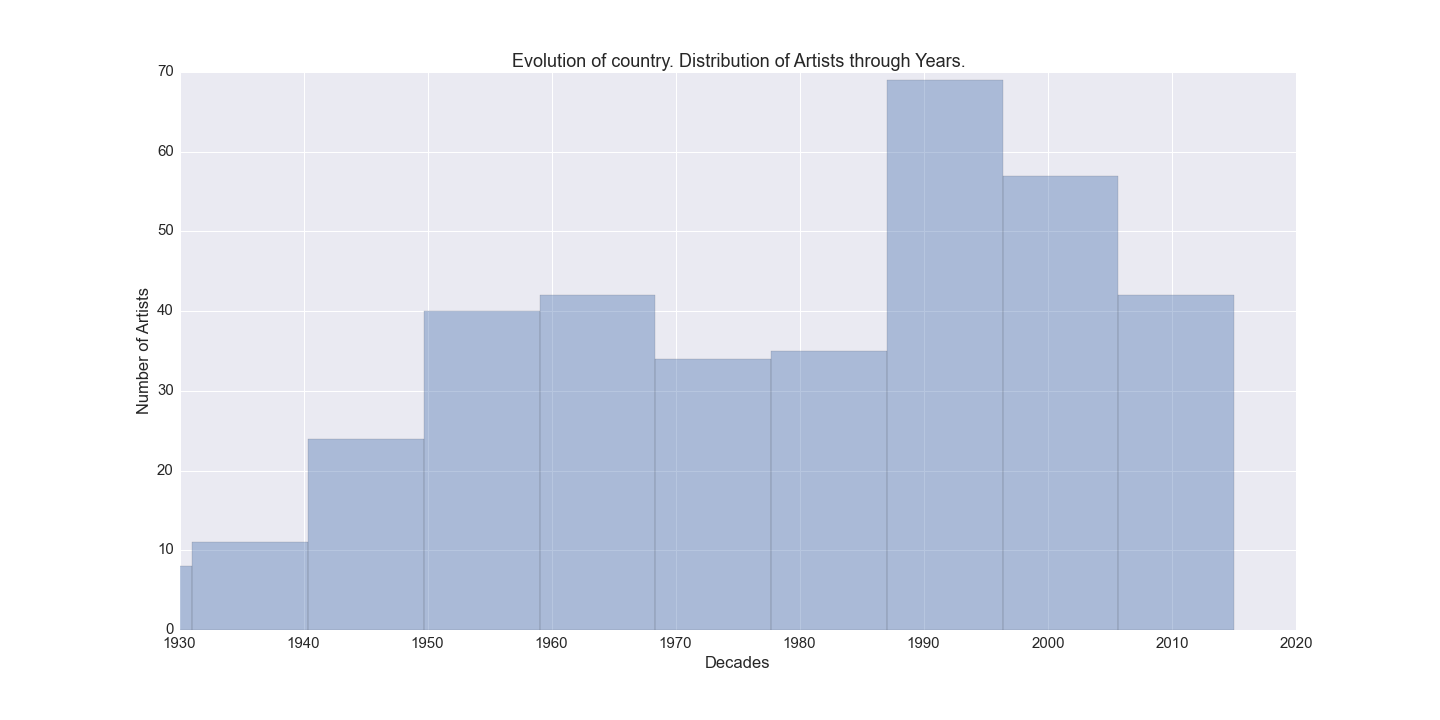 Evolution of country. Distribution of Artists through Years.
70
60
50
40
30
20
10
0
Number of Artists
1930 1940 1950 1960 1970 1980 1990 2000 2010 2020
Decades